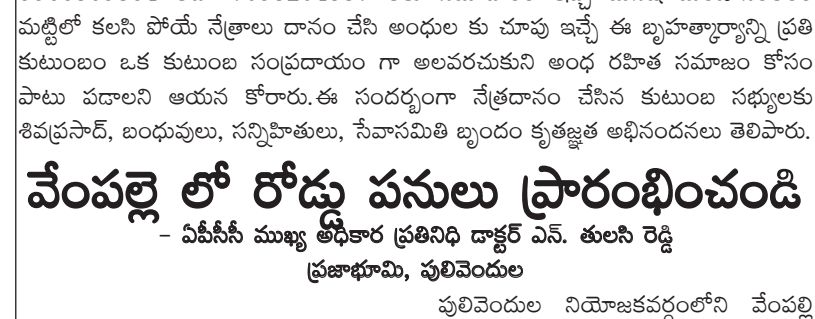 మట్టిలో కలసి పోయే నేత్రాలు దానం చేసి అంధుల కు చూపు ఇచ్చే ఈ బృహత్కార్యాన్ని ప్రతి
కుటుంబం ఒక కుటుంబ సంప్రదాయం గా అలవరచుకుని అంధ రహిత సమాజం కోసం
పాటు పడాలని ఆయన కోరారు.ఈ సందర్భంగా నేత్రదానం చేసిన కుటుంబ సభ్యులకు
శివప్రసాద్, బంధువులు, సన్నిహితులు, సేవాసమితి బృందం కృతజ్ఞత అభినందనలు తెలిపారు.
వేంపల్లె లో రోడ్డు పనులు ప్రారంభించండి
– ఏపీసీసీ ముఖ్య అధికార ప్రతినిధి డాక్టర్ ఎన్. తులసి రెడ్డి
ప్రజాభూమి, పులివెందుల
పులివెందుల నియోజకవర్గంలోని వేంపల్లి